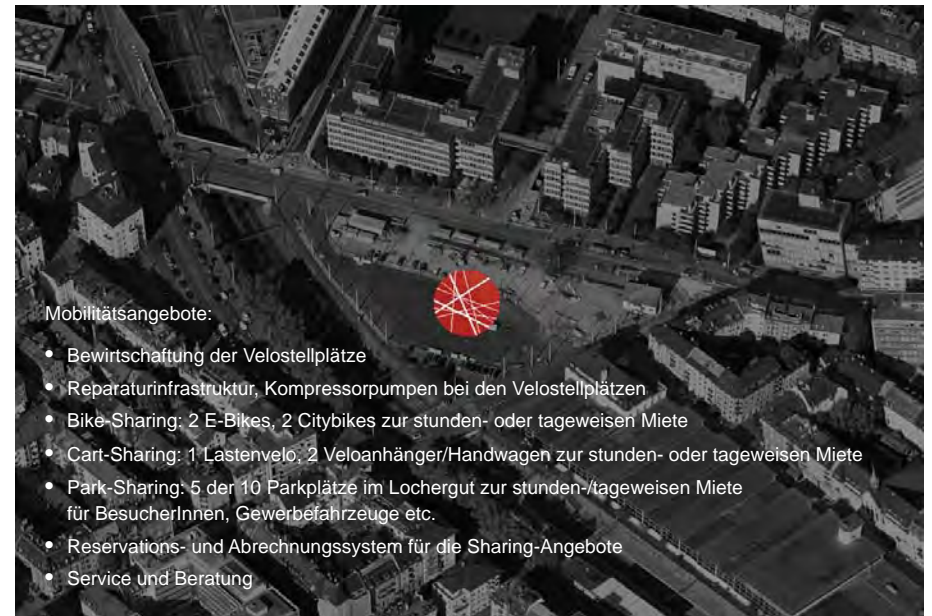 Mobilitätsangebote:
• Bewirtschaftung der Velostellplätze
• Reparaturinfrastruktur, Kompressorpumpen bei den Velostellplätzen
• Bike-Sharing: 2 E-Bikes, 2 Citybikes zur stunden- oder tageweisen Miete
• Cart-Sharing: 1 Lastenvelo, 2 Veloanhänger/Handwagen zur stunden- oder tageweisen Miete
• Park-Sharing: 5 der 10 Parkplätze im Lochergut zur stunden-/tageweisen Miete
für BesucherInnen, Gewerbefahrzeuge etc.
• Reservations- und Abrechnungssystem für die Sharing-Angebote
• Service und Beratung